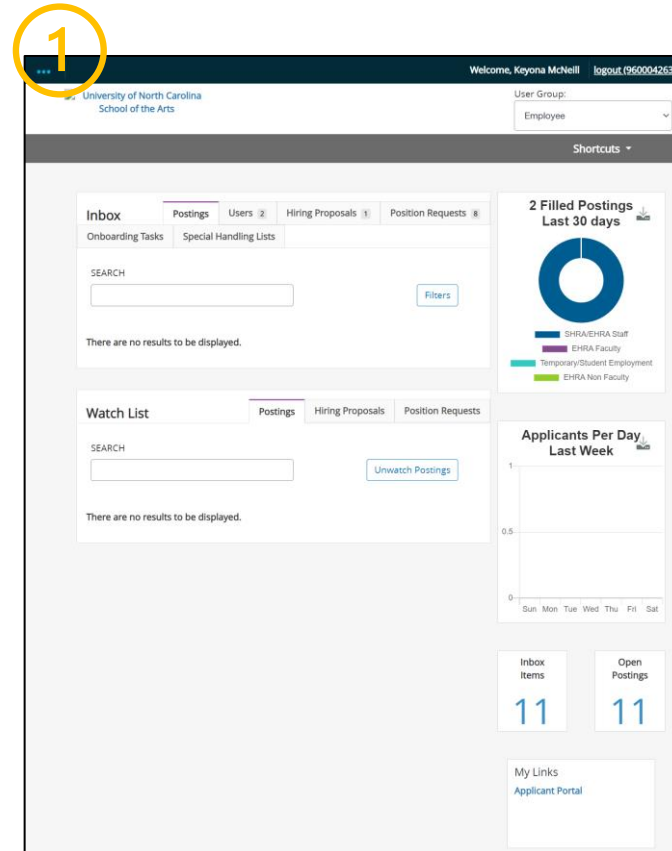 1
...
Welcome, Keyona McNeill logout (960004263
University of North Carolina
School of the Arts
User Group:
Employee
Shortcuts
Inbox Postings Users 2 Hiring Proposals 1 Position Requests 8
Onboarding Tasks Special Handling Lists
SEARCH
Filters
There are no results to be displayed.
Watch List Postings Hiring Proposals Position Requests
SEARCH
Unwatch Postings
There are no results to be displayed.
2 Filled Postings
Last 30 days
SHRA/EHRA Staff
EHRA Faculty
Temporary/Student Employment
EHRA Non Faculty
Applicants Per Day
Last Week
1
0.5
0
Sun Mon Tue Wed Thu Fri Sat
Inbox
Items
11
Open
Postings
11
My Links
Applicant Portal